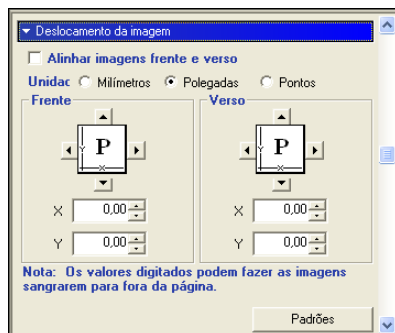 Deslocamento da imagem
Alinhar imagens frente e verso
Unidac Milímetros Polegadas Pontos
Frente Verso
Y P Y P
X X
X 0,00 X 0,00
Y 0,00 Y 0,00
Nota: Os valores digitados podem fazer as imagens
sangrarem para fora da página.
Padrões